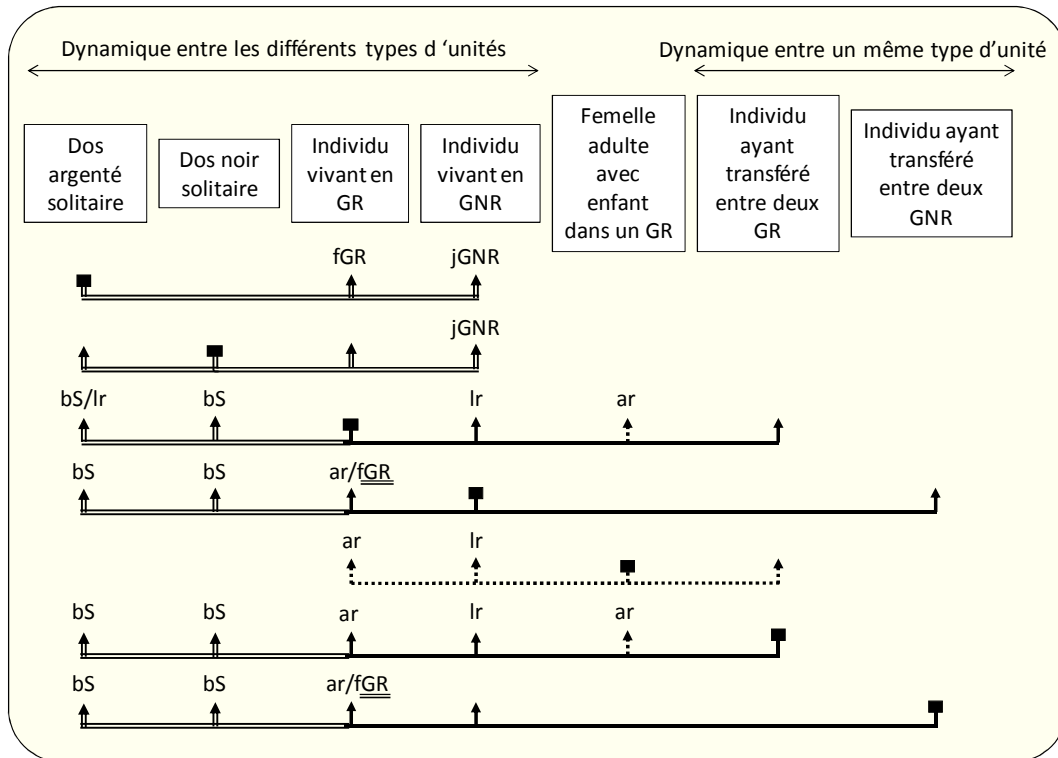 Dynamique entre les différents types d 'unités
Dynamique entre un même type d'unité
Dos
argenté
solitaire
Dos noir
solitaire
Individu
vivant en
GR
Individu
vivant en
GNR
Femelle
adulte
avec
enfant
dans un GR
Individu
ayant
transféré
entre deux
GR
Individu ayant
transféré
entre deux
GNR
fGR jGNR
jGNR
bS/lr bS lr ar
bS bS ar/fGR
ar lr
bS bS ar lr ar
bS bS ar/fGR